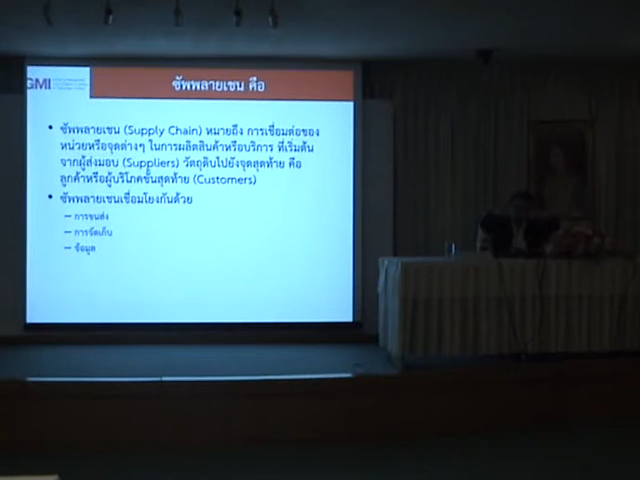 GMI
ซัพพลายเชน คือ
• ซัพพลายเชน (Supply Chain) หมายถึง การเชื่อมต่อของ
หน่วยหรือจุดต่างๆ ในการผลิตสินค้าหรือบริการ ที่เริ่มต้น
จากผู้ส่งมอบ (Suppliers) วัตถุดิบไปยังจุดสุดท้าย คือ
ลูกค้าหรือผู้บริโภคขั้นสุดท้าย (Customers)
• ซัพพลายเชนเชื่อมโยงกันด้วย
– การขนส่ง
– การจัดเก็บ
– ข้อมูล